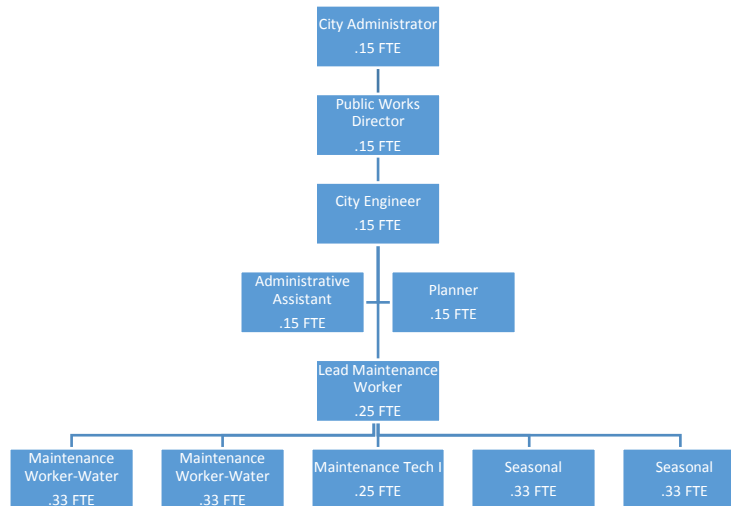 City Administrator
.15 FTE
Public Works
Director
.15 FTE
City Engineer
.15 FTE
Administrative
Assistant
.15 FTE
Planner
.15 FTE
Lead Maintenance
Worker
.25 FTE
Maintenance
Worker-Water
.33 FTE
Maintenance
Worker-Water
.33 FTE
Maintenance Tech I
.25 FTE
Seasonal
.33 FTE
Seasonal
.33 FTE